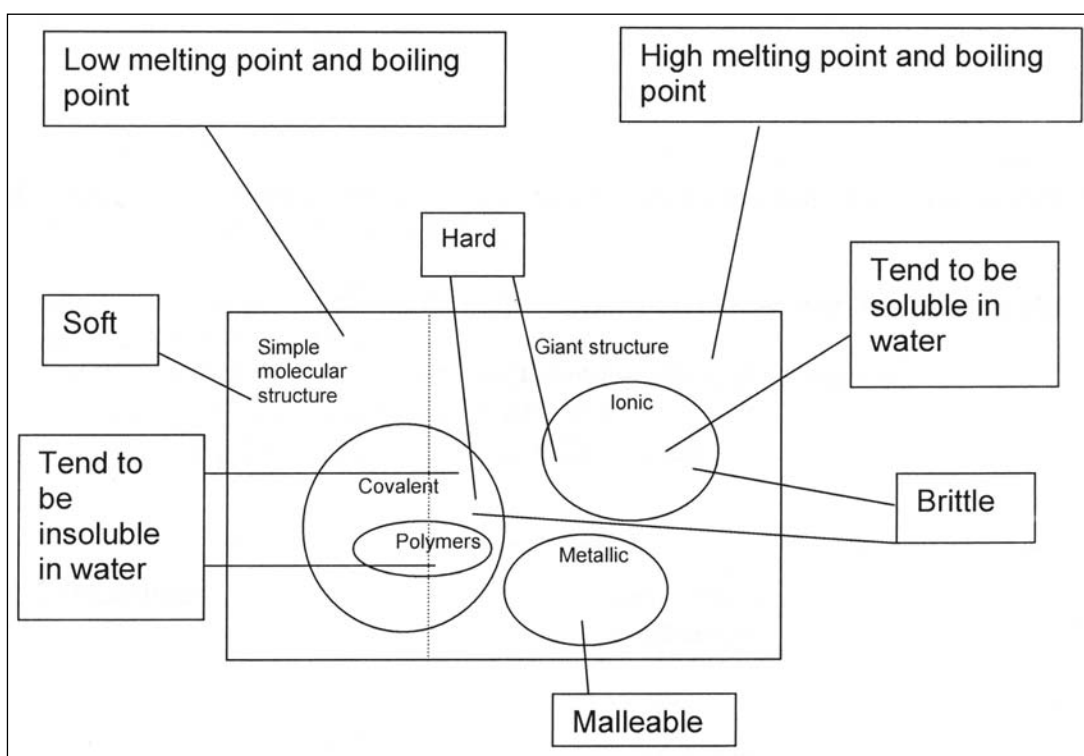 Low melting point and boiling
point
High melting point and boiling
point
Hard
Tend to be
soluble in
water
Soft
Simple
molecular
structure
Giant structure
Ionic
Tend to
be
insoluble
in water
Covalent
Brittle
Polymers
Metallic
Malleable